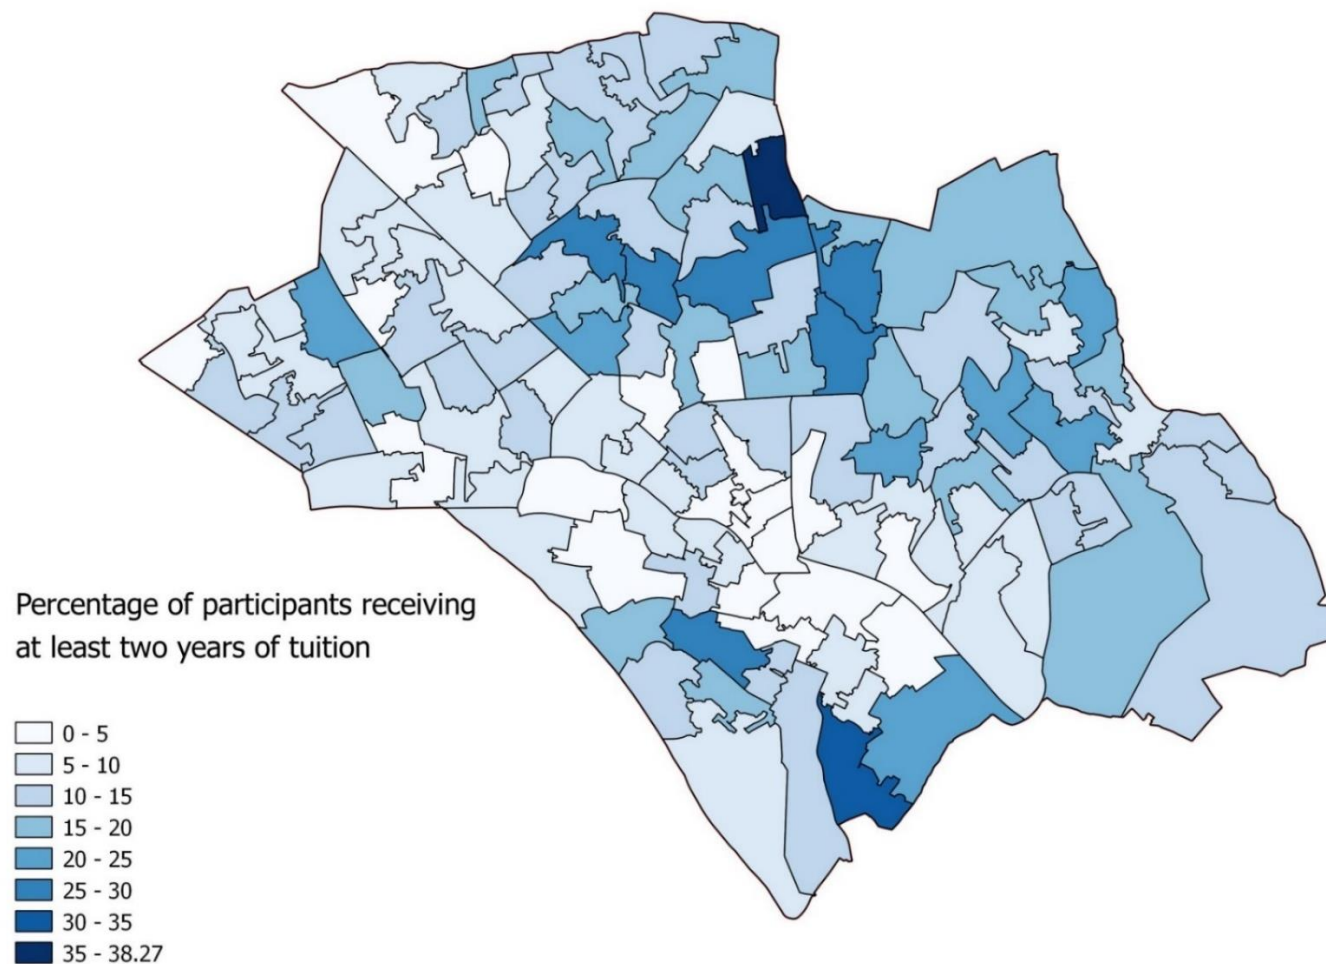 Percentage of participants receiving
at least two years of tuition
0 - 5
5 - 10
10 - 15
15 - 20
20 - 25
25 - 30
30 - 35
35 - 38.27